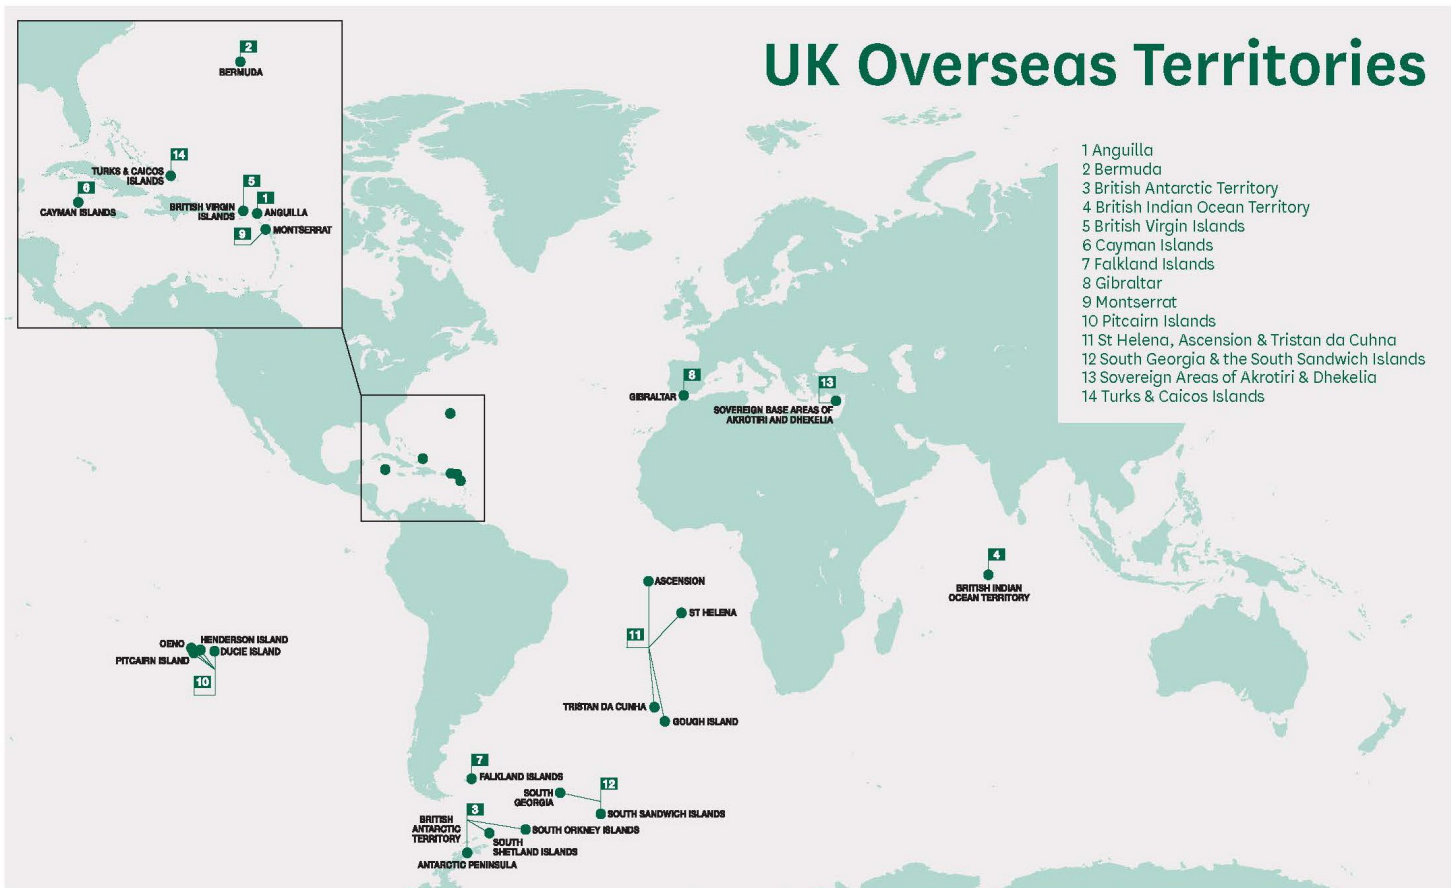 UK Overseas Territories
1 Anguilla
2 Bermuda
3 British Antarctic Territory
4 British Indian Ocean Territory
5 British Virgin Islands
6 Cayman Islands
7 Falkland Islands
8 Gibraltar
9 Montserrat
10 Pitcairn Islands
11 St Helena, Ascension & Tristan da Cuhna
12 South Georgia & the South Sandwich Islands
13 Sovereign Areas of Akrotiri & Dhekelia
14 Turks & Caicos Islands
2
BERMUDA
14
TURKS & CAICOS
ISLANDS
6
CAYMAN ISLANDS
5
BRITISH VIRGIN
ISLANDS
1
ANGUILLA
9
MONTSERRAT
8
GIBRALTAR
13
SOVEREIGN BASE AREAS OF
AKROTIRI AND DHEKELIA
4
BRITISH INDIAN
OCEAN TERRITORY
ASCENSION
ST HELENA
11
TRISTAN DA CUNHA
GOUGH ISLAND
OENO
HENDERSON ISLAND
DUCIE ISLAND
PITCAIRN ISLAND
10
7
FALKLAND ISLANDS
12
SOUTH
GEORGIA
SOUTH SANDWICH ISLANDS
3
BRITISH
ANTARCTIC
TERRITORY
SOUTH ORKNEY ISLANDS
SOUTH
SHETLAND ISLANDS
ANTARCTIC PENINSULA